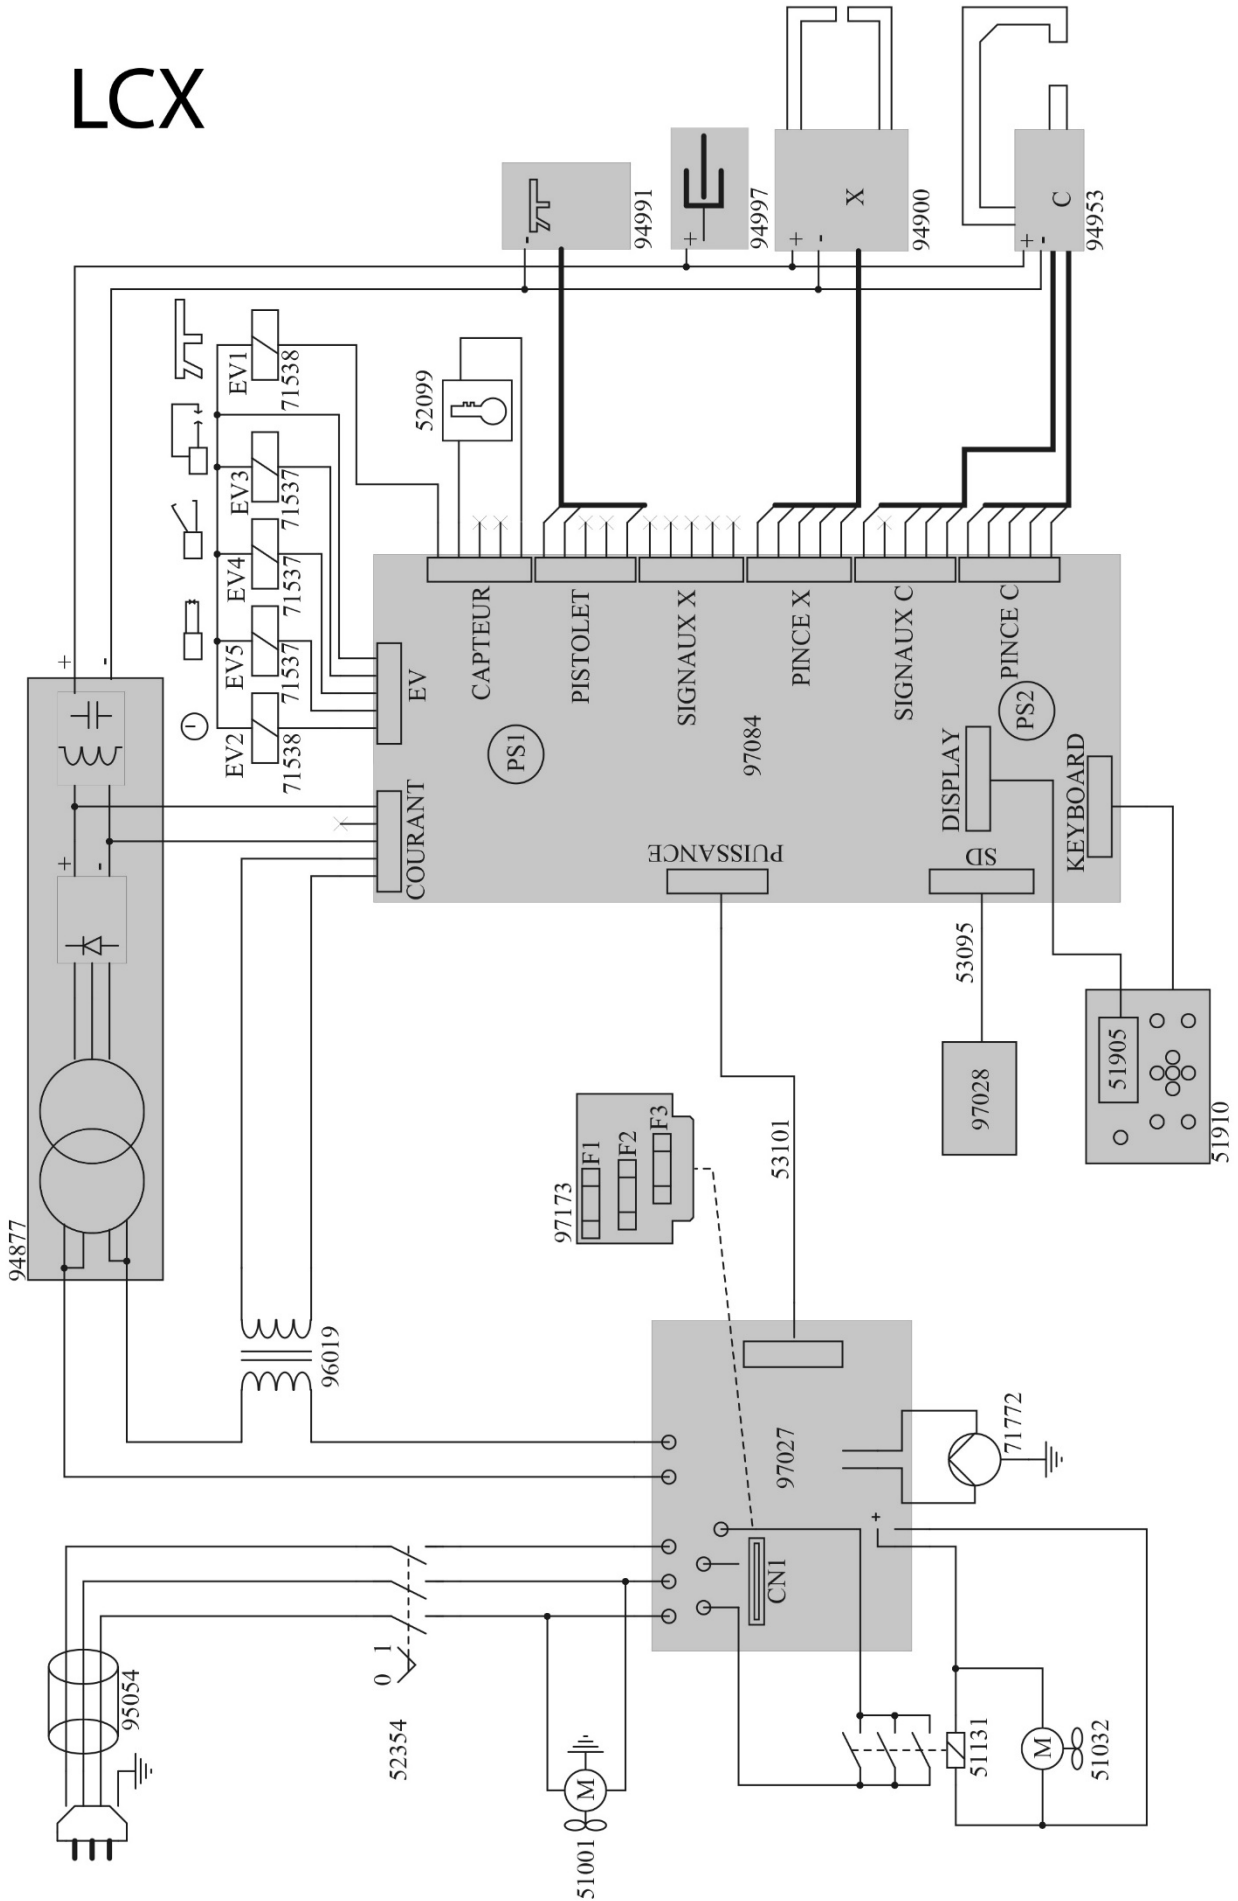 LCX
94991
94997
94900
94953
X
C
+
-
+
-
+
-
+
-
EV1
71538
EV3
71537
EV4
71537
EV5
71537
EV2
71538
52099
+
-
+
-
94877
EV
COURANT
CAPTEUR
PISTOLET
SIGNAUX X
PINCE X
SIGNAUX C
PINCE C
PS1
PS2
97084
PUISSANCE
DISPLAY
SD
KEYBOARD
53095
97028
51905
51910
53101
97173
F1
F2
F3
96019
97027
CN1
+
71772
95054
0 1
52354
M
51001
51131
M
51032